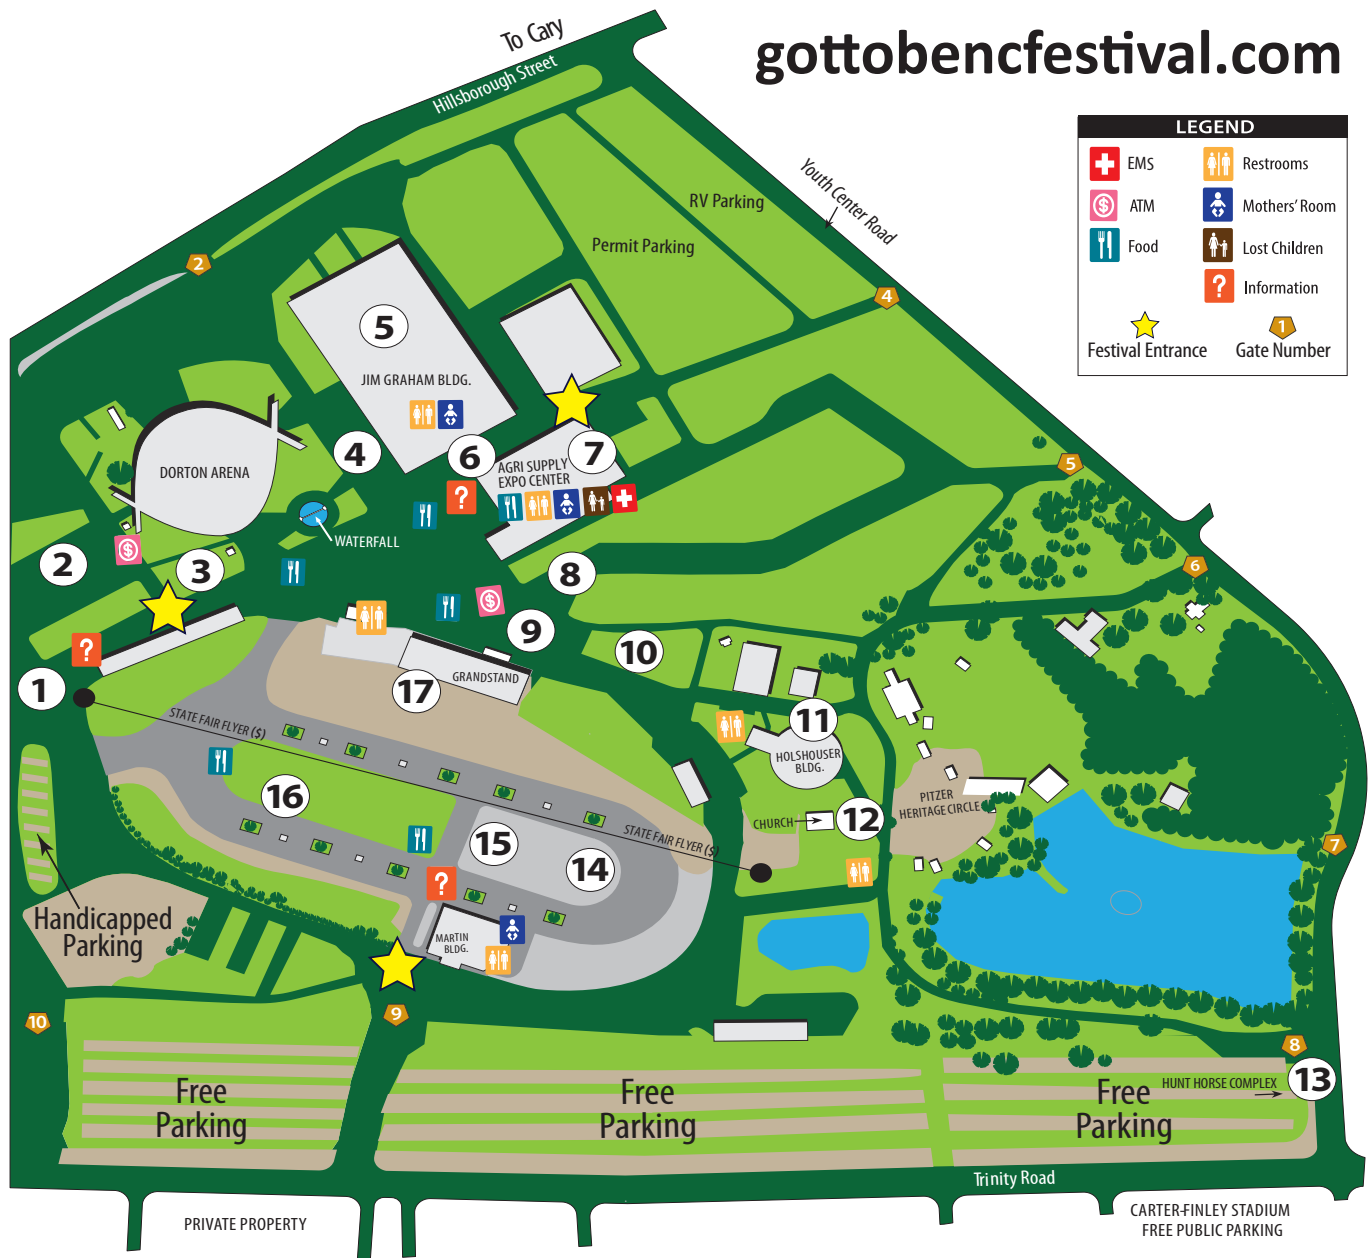 gottobencfestival.com
To Cary
Hillsborough Street
LEGEND
EMS
Restrooms
ATM
Mothers' Room
Food
Lost Children
Information
Festival Entrance
1
Gate Number
Youth Center Road
RV Parking
Permit Parking
2
4
5
JIM GRAHAM BLDG.
DORTON ARENA
4
6
7
AGRI SUPPLY
EXPO CENTER
5
WATERFALL
2
3
8
6
9
10
1
17
GRANDSTAND
STATE FAIR FLYER ($)
11
HOLSHOUSER
BLDG.
16
15
14
STATE FAIR FLYER ($)
CHURCH
12
PITZER
HERITAGE CIRCLE
7
Handicapped
Parking
MARTIN
BLDG.
10
9
8
Free
Parking
Free
Parking
Free
Parking
HUNT HORSE COMPLEX
13
Trinity Road
PRIVATE PROPERTY
CARTER-FINLEY STADIUM
FREE PUBLIC PARKING